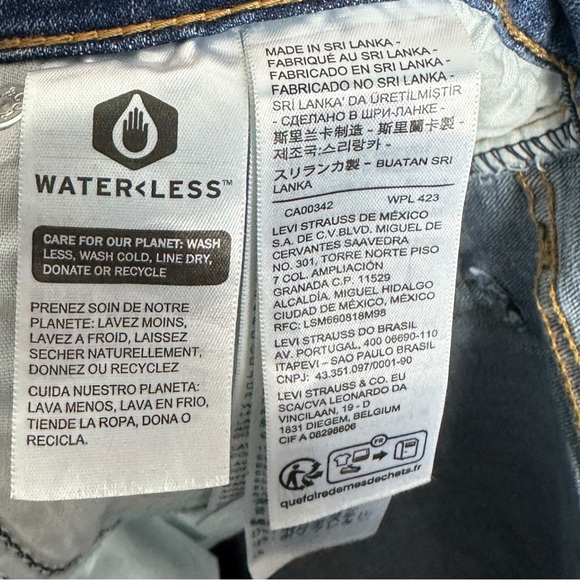 WATER<LESS™
CARE FOR OUR PLANET: WASH
LESS, WASH COLD, LINE DRY,
DONATE OR RECYCLE
PRENEZ SOIN DE NOTRE
PLANETE: LAVEZ MOINS,
LAVEZ A FROID, LAISSEZ
SECHER NATURELLEMENT,
DONNEZ OU RECYCLEZ
CUIDA NUESTRO PLANETA:
LAVA MENOS, LAVA EN FRIO,
TIENDE LA ROPA, DONA O
RECICLA.
MADE IN SRI LANKA -
FABRIQUÉ AU SRI LANKA -
FABRICADO EN SRI LANKA -
FABRICADO NO SRI LANKA -
SRİ LANKA' DA ÜRETİLMİŞTİR
- СДЕЛАНО В ШРИ-ЛАНКЕ -
斯里兰卡制造 - 斯里蘭卡製 -
제조국:스리랑카 -
スリランカ製 - BUATAN SRI
LANKA
CA00342 WPL 423
LEVI STRAUSS DE MÉXICO
S.A. DE C.V.BLVD. MIGUEL DE
CERVANTES SAAVEDRA
NO. 301, TORRE NORTE PISO
7 COL. AMPLIACIÓN
GRANADA C.P. 11529
ALCALDÍA. MIGUEL HIDALGO
CIUDAD DE MÉXICO, MÉXICO
RFC: LSM660818M98
LEVI STRAUSS DO BRASIL
AV. PORTUGAL, 400 06690-110
ITAPEVI – SAO PAULO BRASIL
CNPJ: 43.351.097/0001-90
LEVI STRAUSS & CO. EU
SCA/CVA LEONARDO DA
VINCILAAN, 19 - D
1831 DIEGEM, BELGIUM
CIF A 08298606
FR
quefairedemesdechets.fr